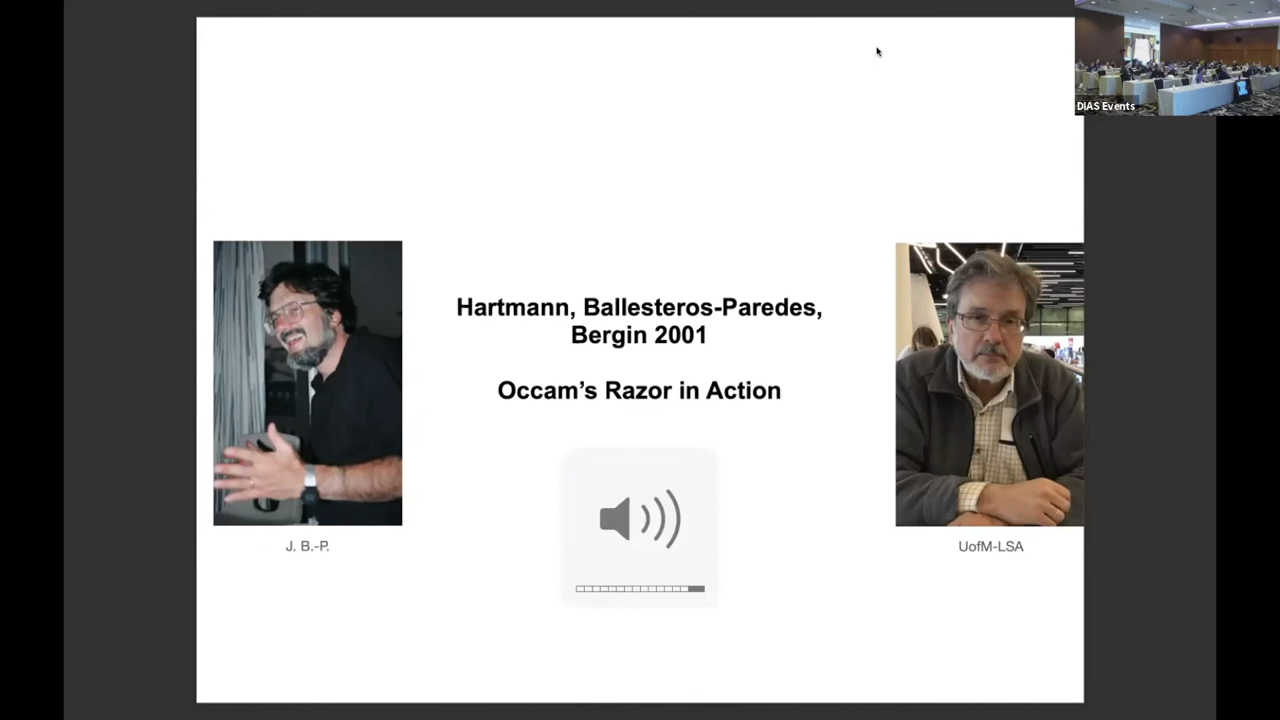 DIAS Events
Hartmann, Ballesteros-Paredes,
Bergin 2001
Occam's Razor in Action
J. B.-P.
UofM-LSA